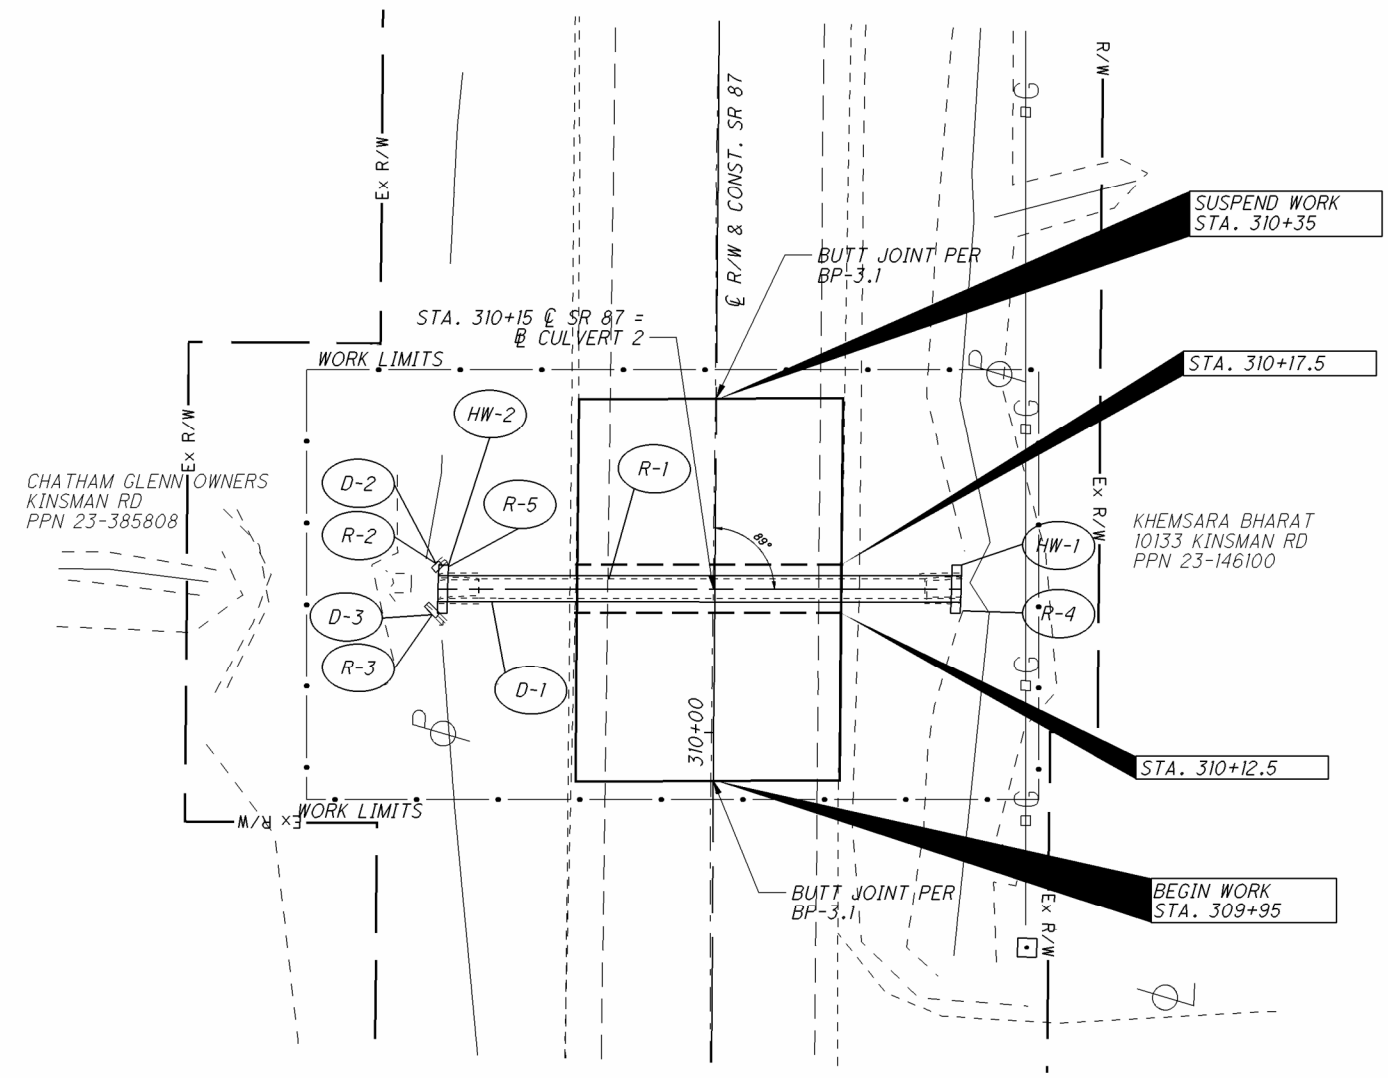 R/W
Ex R/W
℄ R/W & CONST. SR 87
G
SUSPEND WORK
STA. 310+35
BUTT JOINT PER
BP-3.1
STA. 310+15 ℄ SR 87 =
BL CULVERT 2
WORK LIMITS
P
STA. 310+17.5
HW-2
G
Ex R/W
R-1
D-2
CHATHAM GLENN OWNERS
KINSMAN RD
PPN 23-385808
R-5
Ex R/W
R-2
89°
HW-1
KHEMSARA BHARAT
10133 KINSMAN RD
PPN 23-146100
D-3
R-4
R-3
D-1
G
P
310+00
STA. 310+12.5
WORK LIMITS
Ex R/W
G
BUTT JOINT PER
BP-3.1
BEGIN WORK
STA. 309+95
Ex R/W